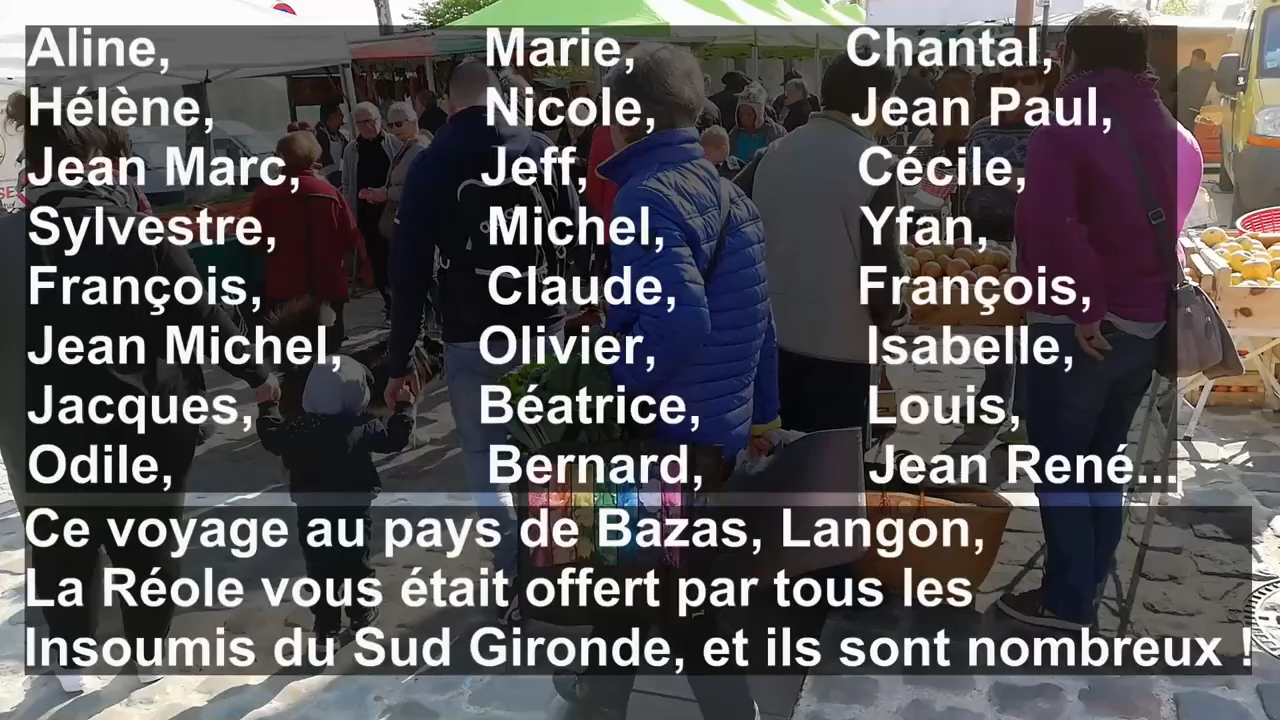 Aline, Marie, Chantal,
Hélène, Nicole, Jean Paul,
Jean Marc, Jeff, Cécile,
Sylvestre, Michel, Yfan,
François, Claude, François,
Jean Michel, Olivier, Isabelle,
Jacques, Béatrice, Louis,
Odile, Bernard, Jean René...
Ce voyage au pays de Bazas, Langon,
La Réole vous était offert par tous les
Insoumis du Sud Gironde, et ils sont nombreux !